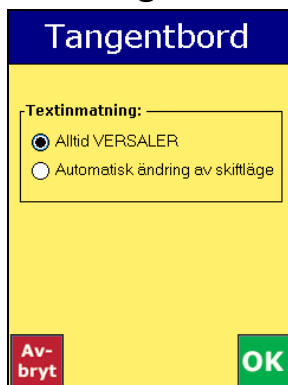 Tangentbord
Textinmatning:
Alltid VERSALER
Automatisk ändring av skiftläge
Av-
bryt
OK